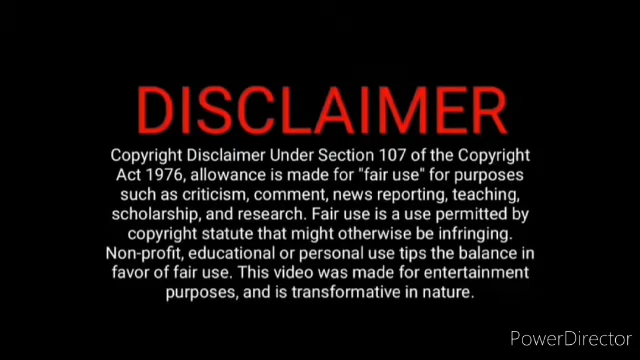 DISCLAIMER
Copyright Disclaimer Under Section 107 of the Copyright
Act 1976, allowance is made for "fair use" for purposes
such as criticism, comment, news reporting, teaching,
scholarship, and research. Fair use is a use permitted by
copyright statute that might otherwise be infringing.
Non-profit, educational or personal use tips the balance in
favor of fair use. This video was made for entertainment
purposes, and is transformative in nature.
PowerDirector